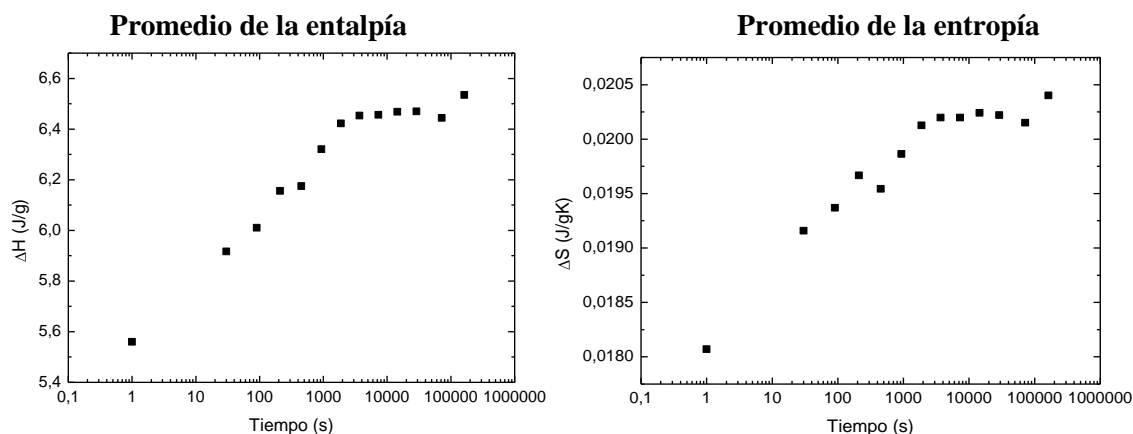 Promedio de la entalpía
6,6
6,4
6,2
6,0
5,8
5,6
5,4
ΔH (J/g)
0,1 1 10 100 1000 10000 100000 1000000
Tiempo (s)
Promedio de la entropía
0,0205
0,0200
0,0195
0,0190
0,0185
0,0180
ΔS (J/gK)
0,1 1 10 100 1000 10000 100000 1000000
Tiempo (s)